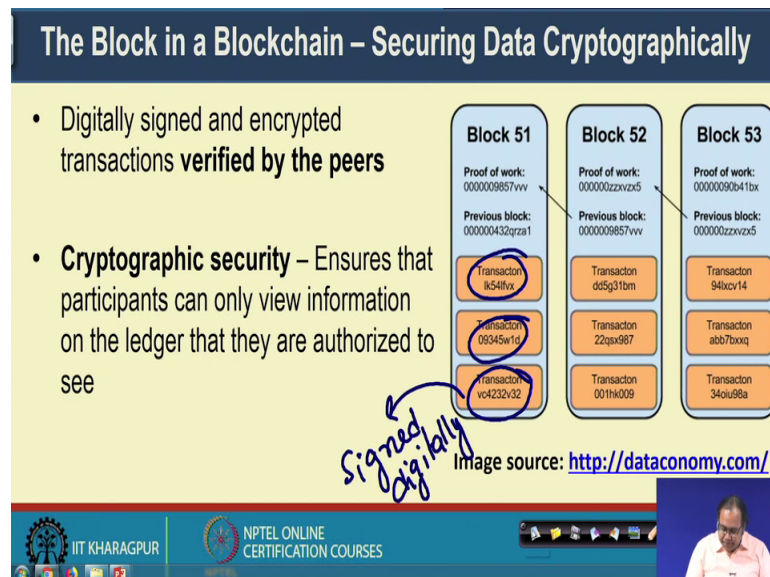 The Block in a Blockchain – Securing Data Cryptographically
• Digitally signed and encrypted
transactions verified by the peers
• Cryptographic security – Ensures that
participants can only view information
on the ledger that they are authorized to
see
Block 51
Proof of work:
0000009857vvv
Previous block:
000000432qrza1
Transacton
lk54lfvx
Transacton
09345w1d
Transacton
vc4232v32
Block 52
Proof of work:
000000zzxvzx5
Previous block:
0000009857vvv
Transacton
dd5g31bm
Transacton
22qsx987
Transacton
001hk009
Block 53
Proof of work:
00000090b41bx
Previous block:
000000zzxvzx5
Transacton
94lxcv14
Transacton
abb7bxxq
Transacton
34oiu98a
Signed
digitally
Image source: http://dataconomy.com/
IIT KHARAGPUR
NPTEL ONLINE
CERTIFICATION COURSES